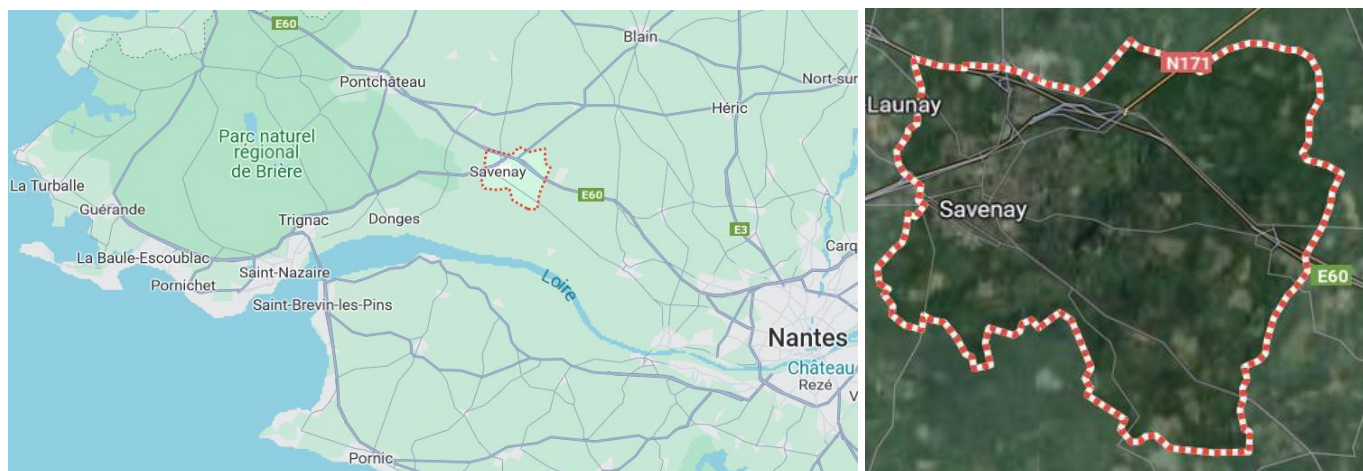 E60
Blain
Pontchâteau
Nort-sur
Héric
Parc naturel
régional
de Brière
Savenay
La Turballe
E60
Guérande
Trignac
Donges
E3
Carq
La Baule-Escoublac
Saint-Nazaire
Pornichet
Loire
Saint-Brevin-les-Pins
Nantes
Château
Rezé
V
Pornic
N171
Launay
Savenay
E60